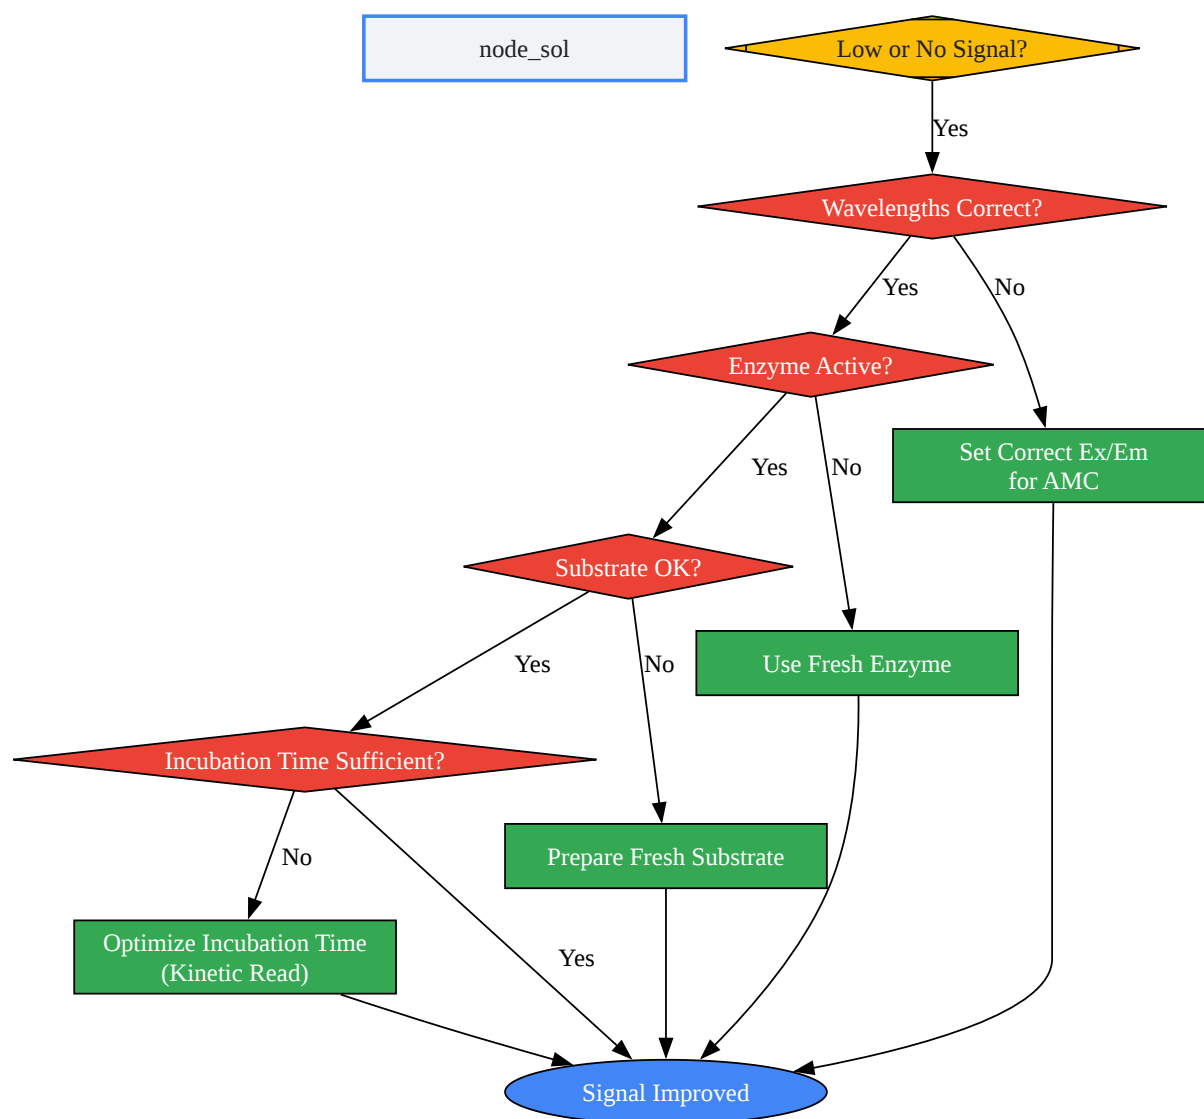 node_sol
Low or No Signal?
Yes
Wavelengths Correct?
Yes
No
Enzyme Active?
Set Correct Ex/Em
for AMC
Yes
No
Substrate OK?
Yes
No
Use Fresh Enzyme
Incubation Time Sufficient?
No
Prepare Fresh Substrate
Optimize Incubation Time
(Kinetic Read)
Yes
Signal Improved